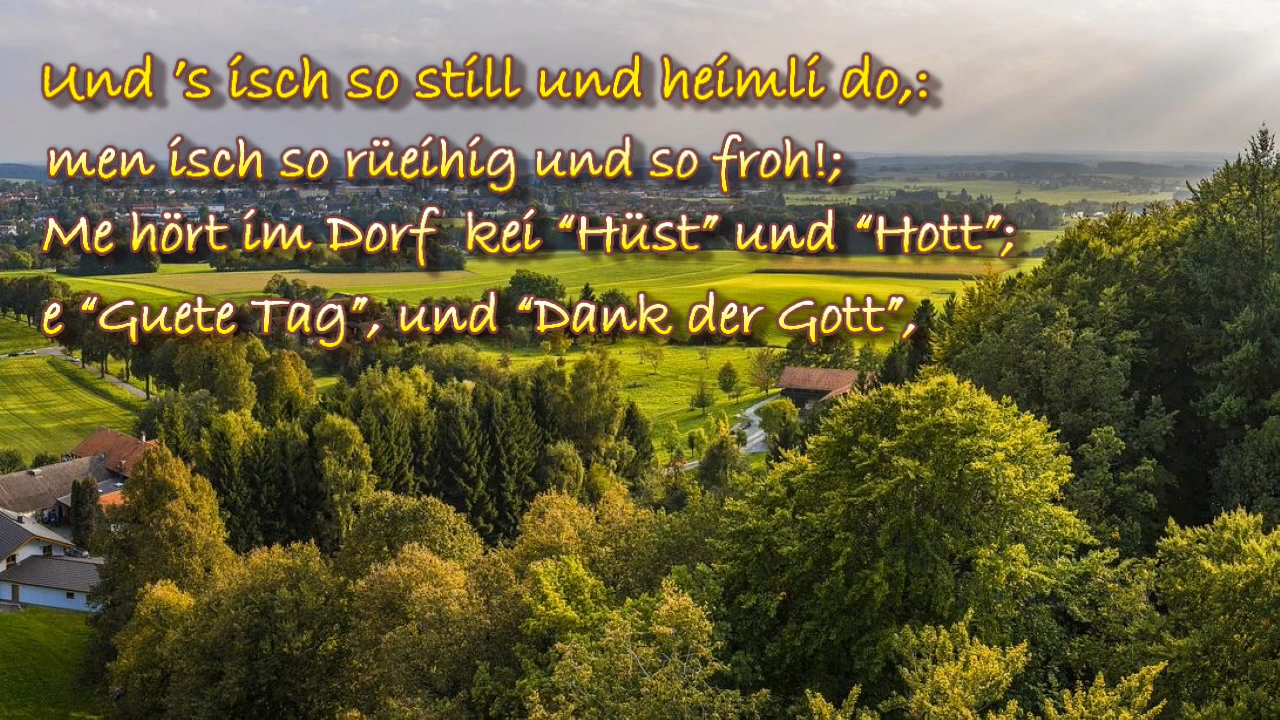 Und ’s isch so still und heimli do,:
men isch so rüeihig und so froh!;
Me hört im Dorf kei “Hüst” und “Hott”;
e “Guete Tag”, und “Dank der Gott”,